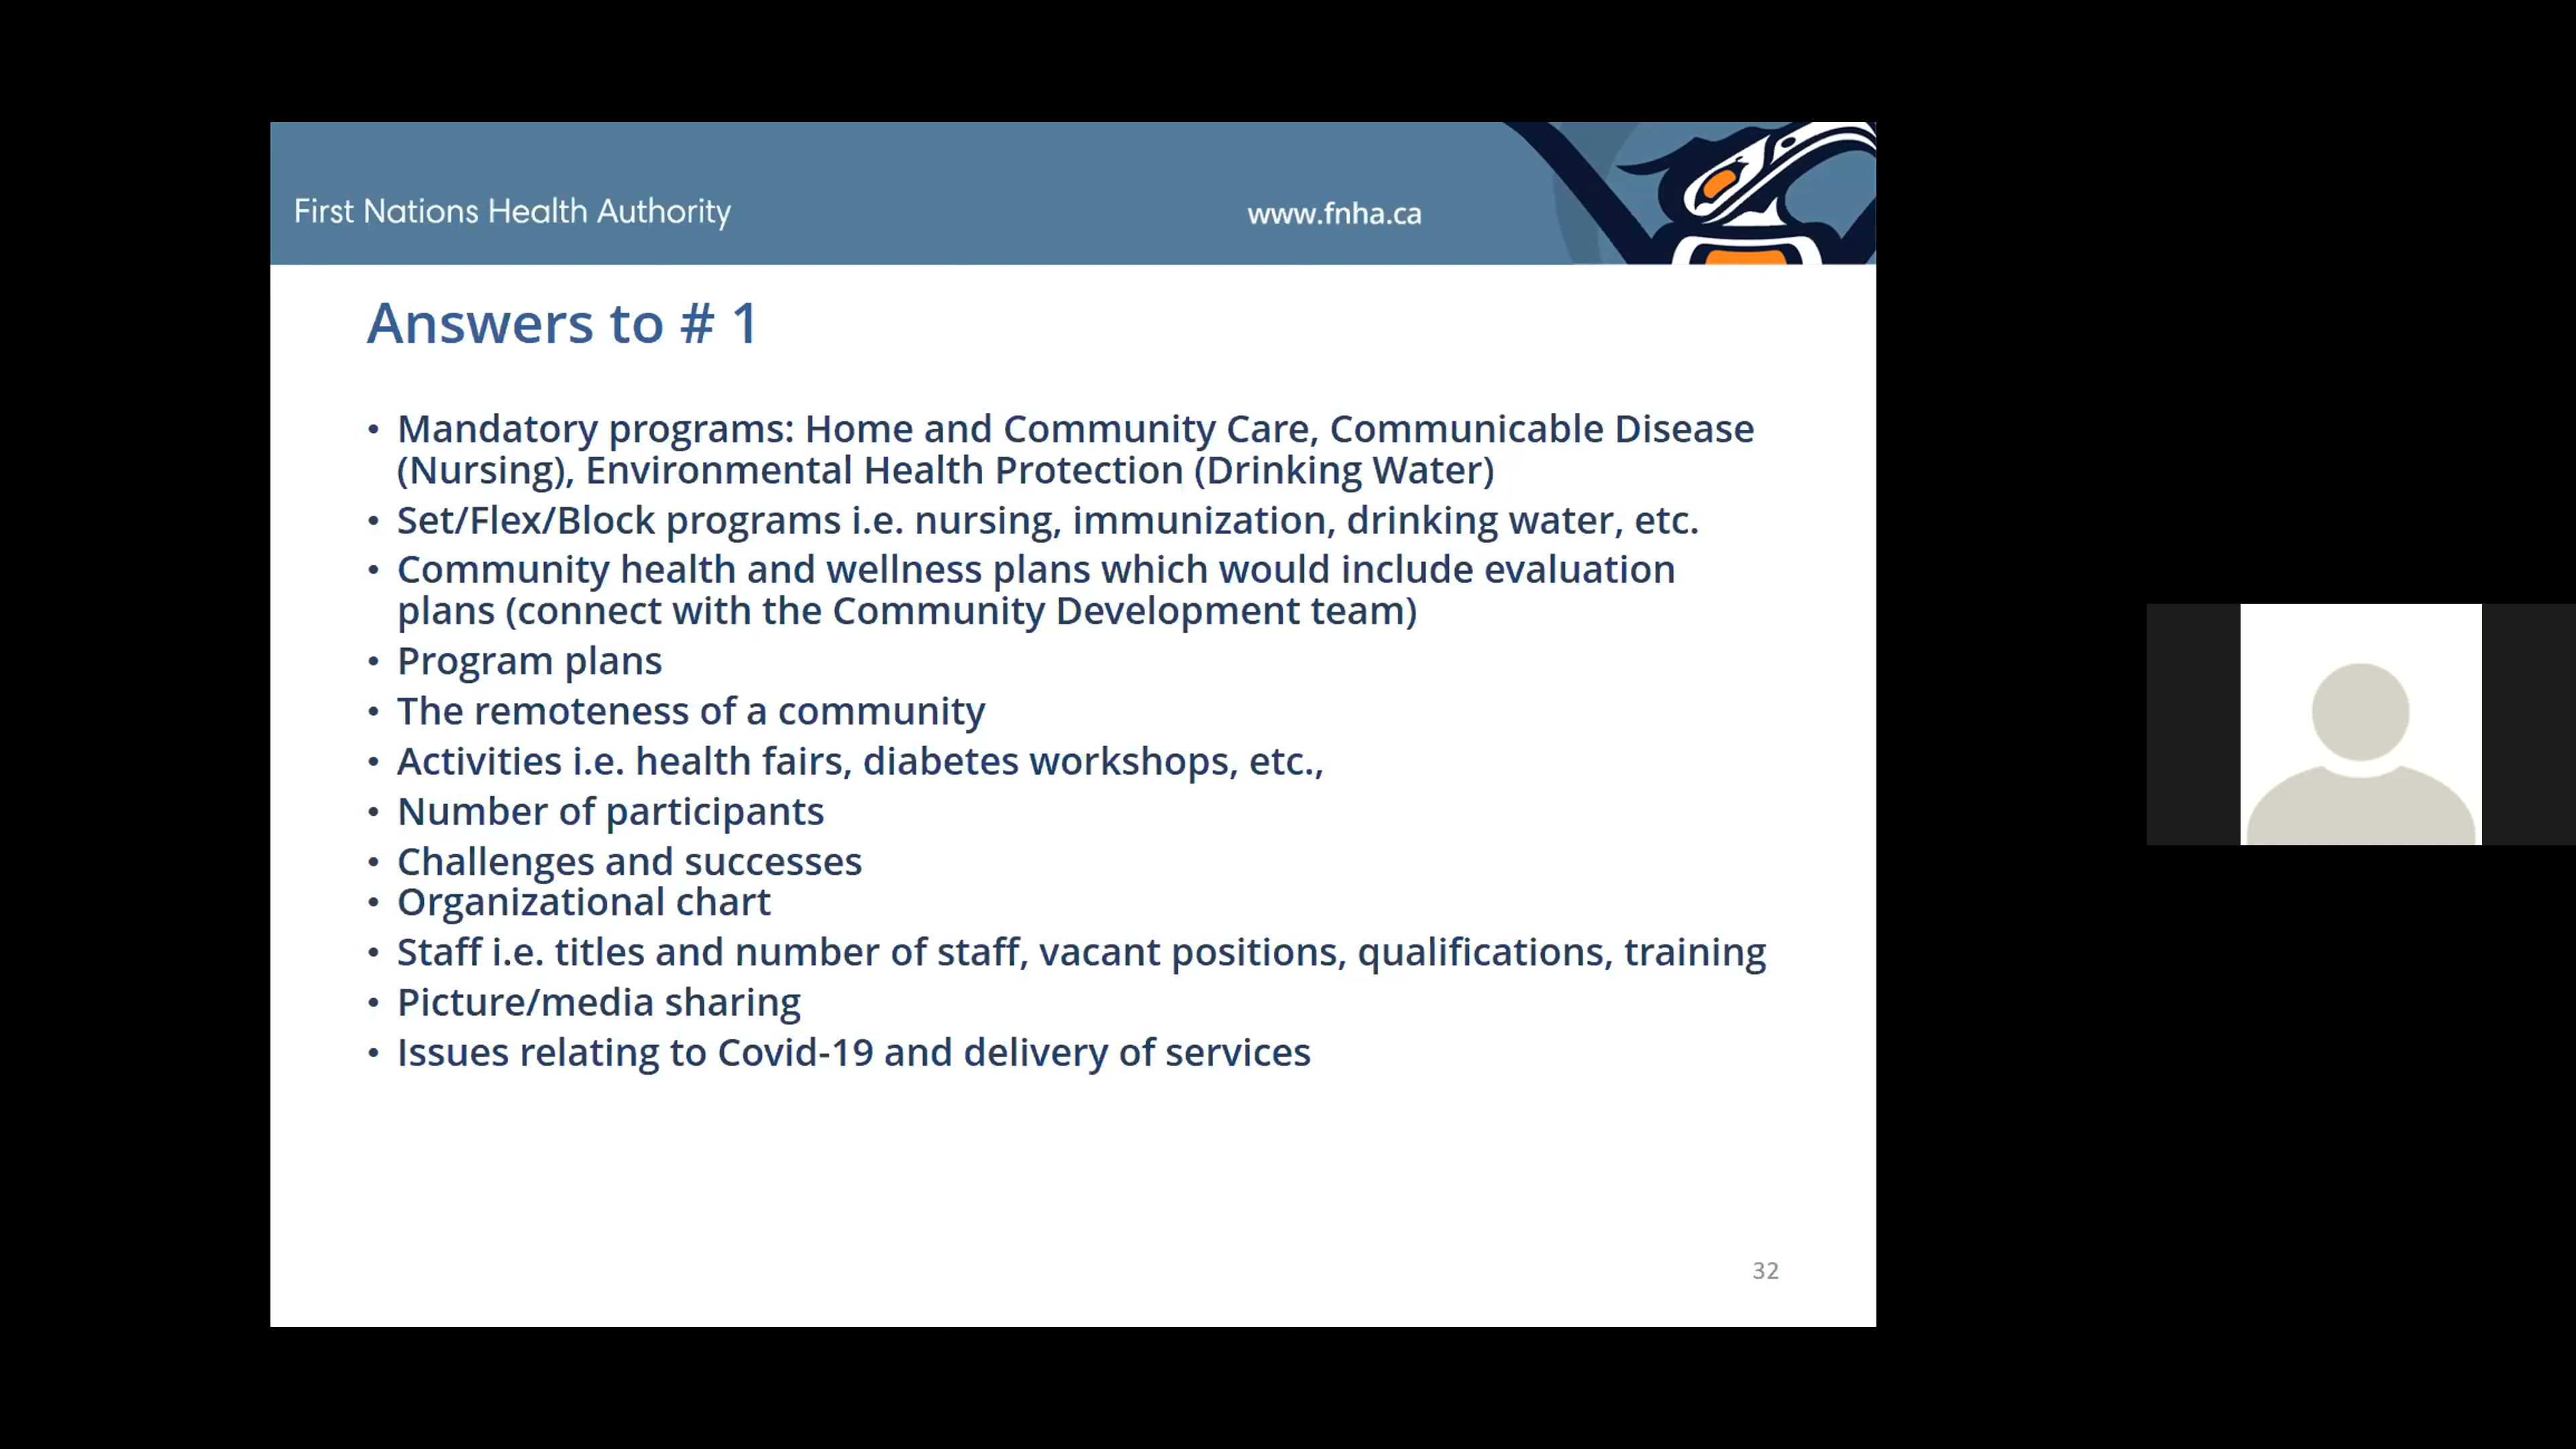 First Nations Health Authority
www.fnha.ca
Answers to # 1
• Mandatory programs: Home and Community Care, Communicable Disease
(Nursing), Environmental Health Protection (Drinking Water)
• Set/Flex/Block programs i.e. nursing, immunization, drinking water, etc.
• Community health and wellness plans which would include evaluation
plans (connect with the Community Development team)
• Program plans
• The remoteness of a community
• Activities i.e. health fairs, diabetes workshops, etc.,
• Number of participants
• Challenges and successes
• Organizational chart
• Staff i.e. titles and number of staff, vacant positions, qualifications, training
• Picture/media sharing
• Issues relating to Covid-19 and delivery of services
32